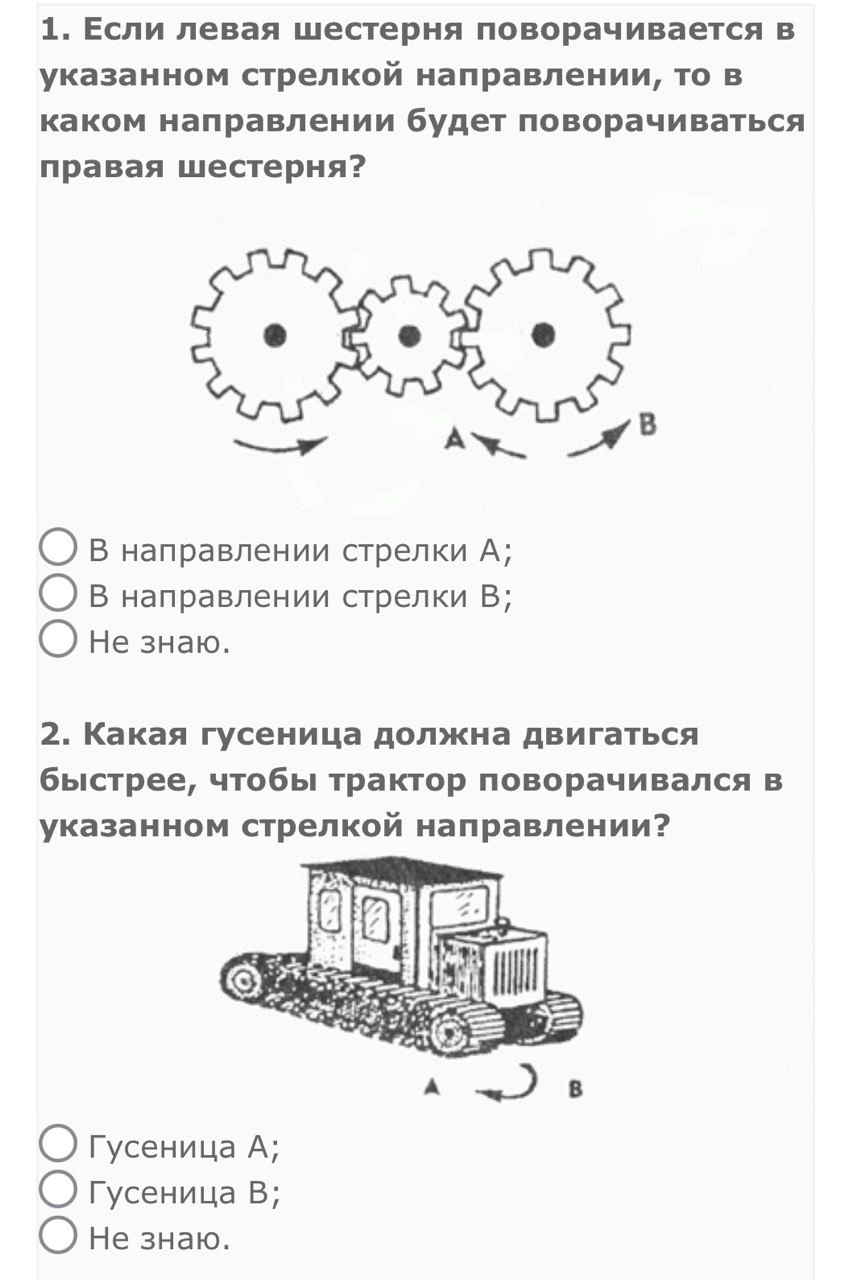 1. Если левая шестерня поворачивается в
указанном стрелкой направлении, то в
каком направлении будет поворачиваться
правая шестерня?
A
B
В направлении стрелки А;
В направлении стрелки В;
Не знаю.
2. Какая гусеница должна двигаться
быстрее, чтобы трактор поворачивался в
указанном стрелкой направлении?
A
B
Гусеница А;
Гусеница В;
Не знаю.